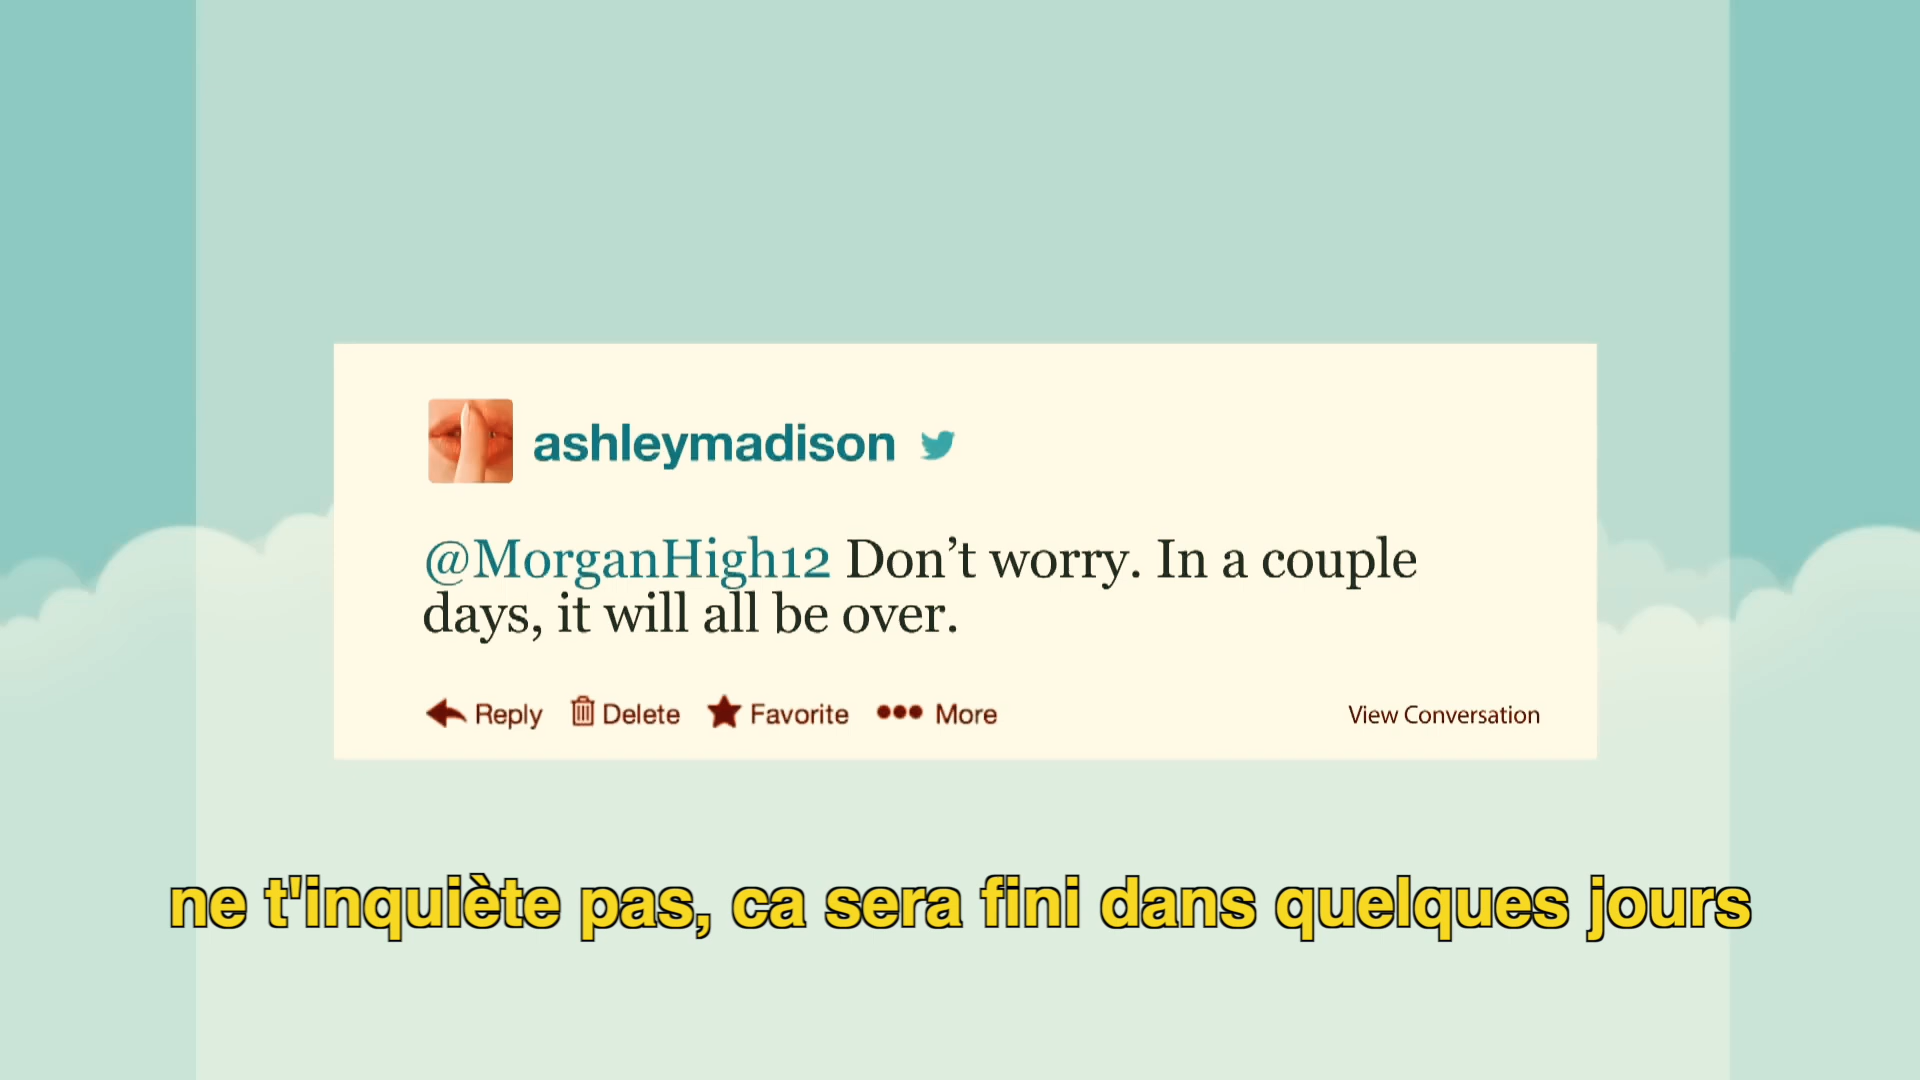 ashleymadison
@MorganHigh12 Don’t worry. In a couple
days, it will all be over.
Reply Delete Favorite More View Conversation
ne t'inquiète pas, ca sera fini dans quelques jours